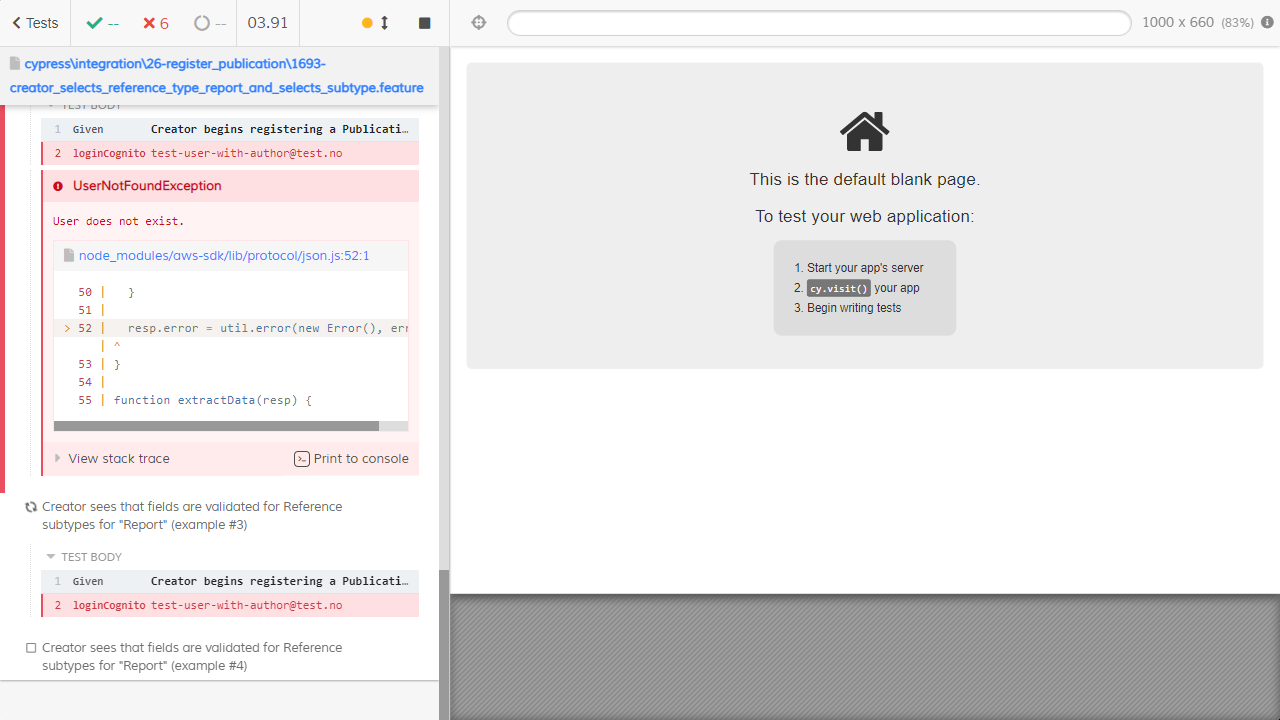 Tests
--
6
--
03.91
1000 x 660 (83%)
cypress\integration\26-register_publication\1693-
creator_selects_reference_type_report_and_selects_subtype.feature
TEST BODY
1 Given Creator begins registering a Publicati…
2 loginCognito test-user-with-author@test.no
UserNotFoundException
User does not exist.
node_modules/aws-sdk/lib/protocol/json.js:52:1
50 | }
51 |
> 52 | resp.error = util.error(new Error(), err
| ^
53 | }
54 |
55 | function extractData(resp) {
View stack trace
Print to console
Creator sees that fields are validated for Reference
subtypes for "Report" (example #3)
TEST BODY
1 Given Creator begins registering a Publicati…
2 loginCognito test-user-with-author@test.no
Creator sees that fields are validated for Reference
subtypes for "Report" (example #4)
This is the default blank page.
To test your web application:
1. Start your app's server
2. cy.visit() your app
3. Begin writing tests